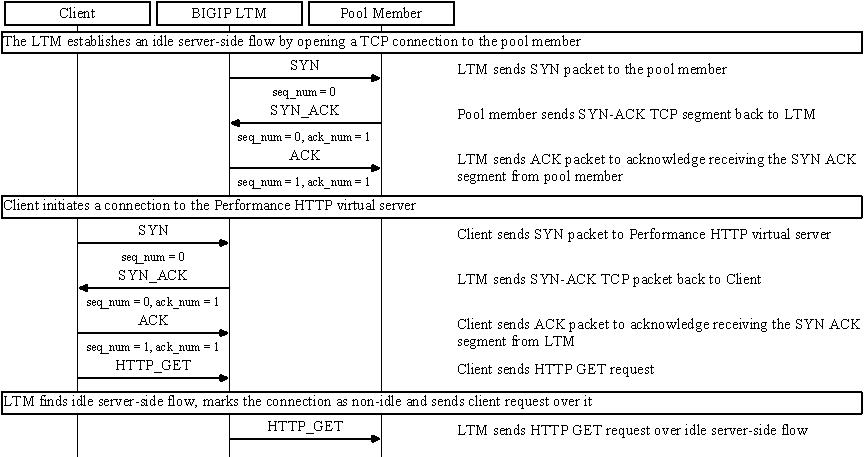 Client BIGIP LTM Pool Member
The LTM establishes an idle server-side flow by opening a TCP connection to the pool member
SYN
LTM sends SYN packet to the pool member
seq_num = 0
SYN_ACK
Pool member sends SYN-ACK TCP segment back to LTM
seq_num = 0, ack_num = 1
ACK
LTM sends ACK packet to acknowledge receiving the SYN ACK
segment from pool member
seq_num = 1, ack_num = 1
Client initiates a connection to the Performance HTTP virtual server
SYN
Client sends SYN packet to Performance HTTP virtual server
seq_num = 0
SYN_ACK
LTM sends SYN-ACK TCP packet back to Client
seq_num = 0, ack_num = 1
ACK
Client sends ACK packet to acknowledge receiving the SYN ACK
segment from LTM
seq_num = 1, ack_num = 1
HTTP_GET
Client sends HTTP GET request
LTM finds idle server-side flow, marks the connection as non-idle and sends client request over it
HTTP_GET
LTM sends HTTP GET request over idle server-side flow